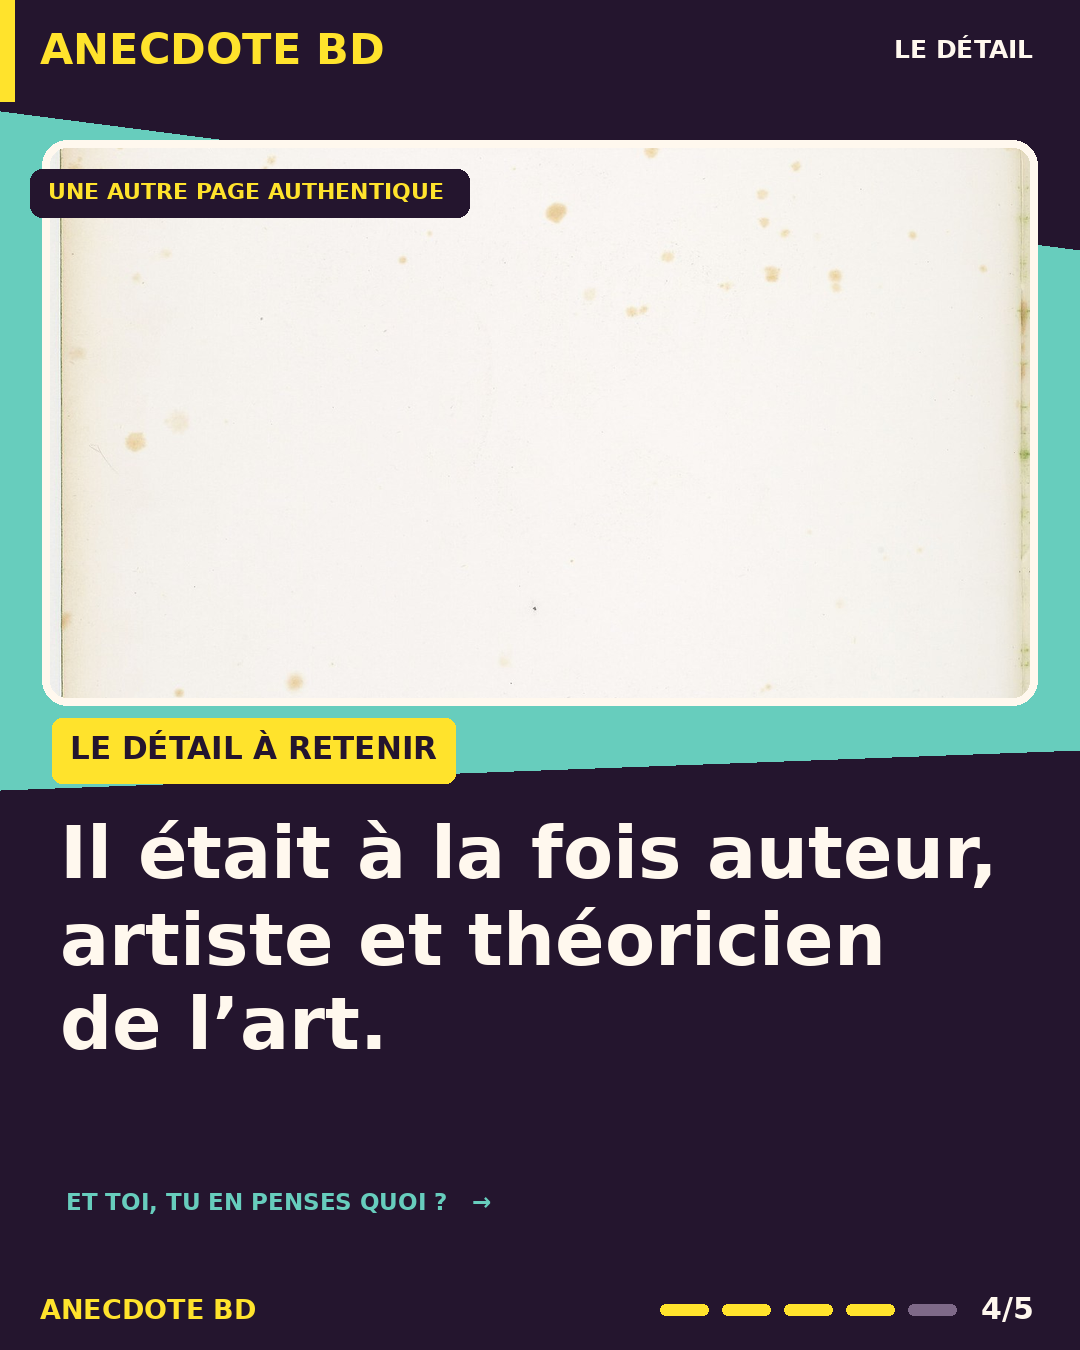 ANECDOTE BD
LE DÉTAIL
UNE AUTRE PAGE AUTHENTIQUE
LE DÉTAIL À RETENIR
Il était à la fois auteur,
artiste et théoricien
de l’art.
ET TOI, TU EN PENSES QUOI ? →
ANECDOTE BD
4/5